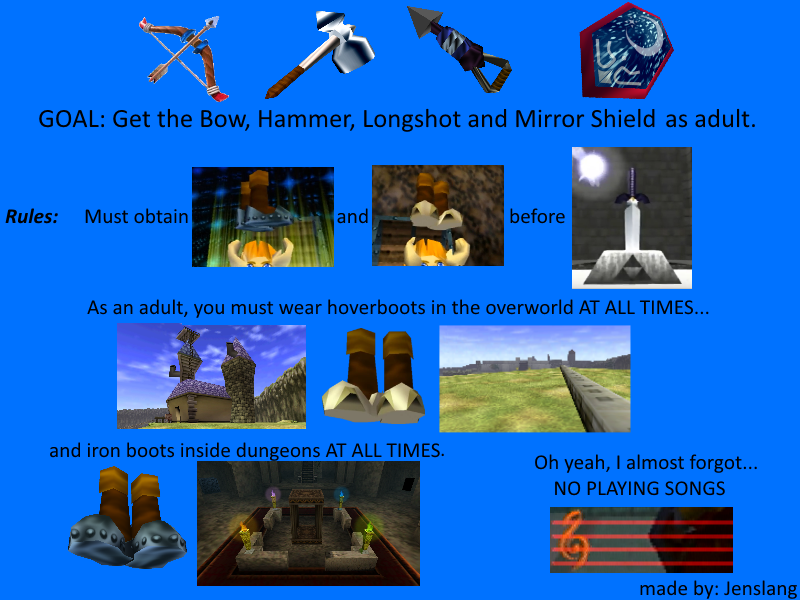 GOAL: Get the Bow, Hammer, Longshot and Mirror Shield as adult.
Rules: Must obtain and before
As an adult, you must wear hoverboots in the overworld AT ALL TIMES...
and iron boots inside dungeons AT ALL TIMES.
Oh yeah, I almost forgot...
NO PLAYING SONGS
made by: Jenslang